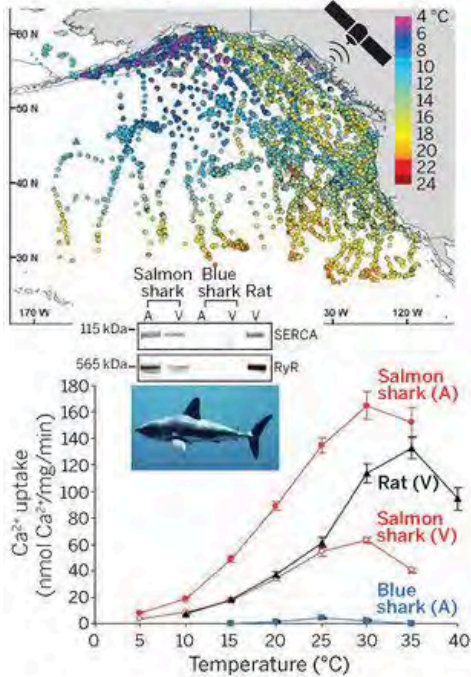 4 °C
6
8
10
12
14
16
18
20
22
24
60 N
50 N
40 N
30 N
170 W
30 W
120 W
Salmon shark
Blue shark
Rat
A V A V V
115 kDa
SERCA
565 kDa
RyR
180
160
140
120
100
80
60
40
20
0
Ca²⁺ uptake
(nmol Ca²⁺/mg/min)
Salmon
shark (A)
Rat (V)
Salmon
shark (V)
Blue
shark (A)
0 5 10 15 20 25 30 35 40
Temperature (°C)